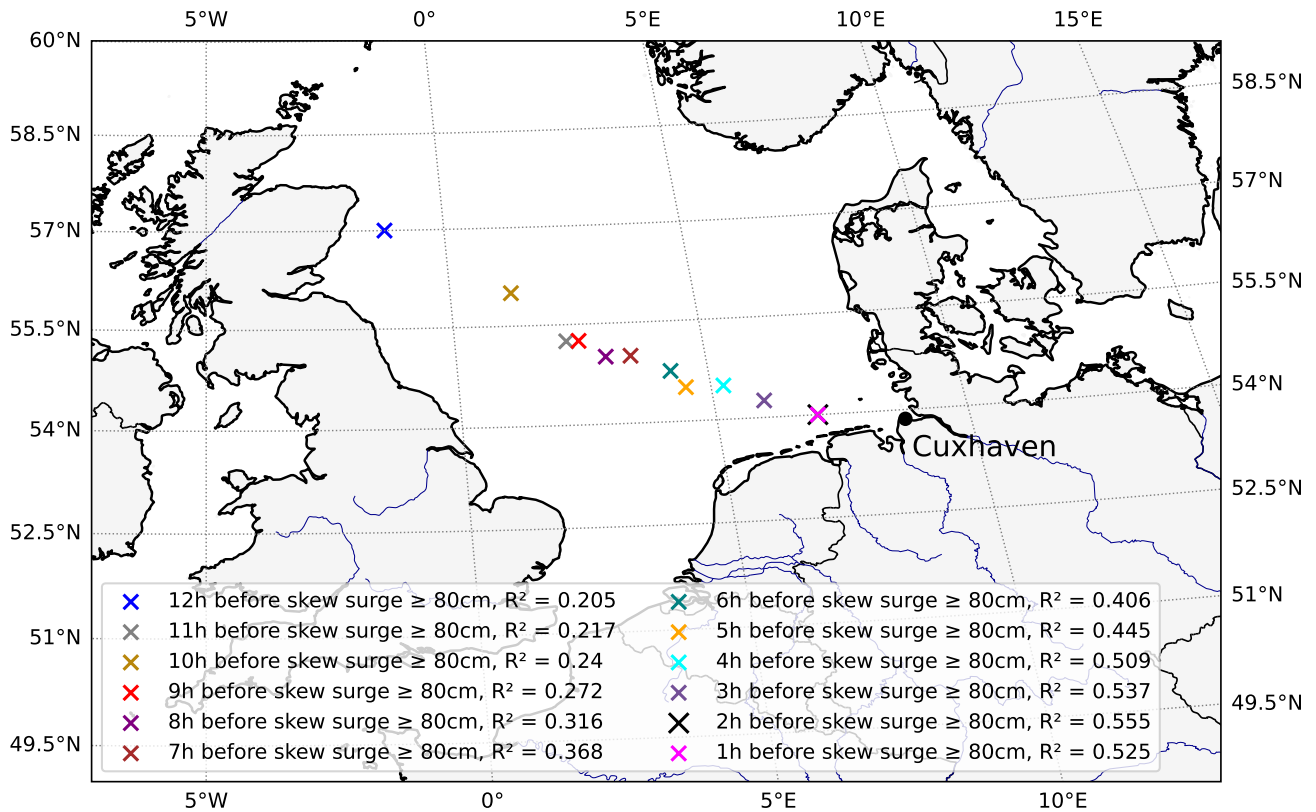 5°W 0° 5°E 10°E 15°E
60°N
58.5°N
58.5°N
57°N
57°N
55.5°N
55.5°N
54°N
54°N
Cuxhaven
52.5°N
52.5°N
12h before skew surge ≥ 80cm, R² = 0.205
11h before skew surge ≥ 80cm, R² = 0.217
10h before skew surge ≥ 80cm, R² = 0.24
9h before skew surge ≥ 80cm, R² = 0.272
8h before skew surge ≥ 80cm, R² = 0.316
7h before skew surge ≥ 80cm, R² = 0.368
6h before skew surge ≥ 80cm, R² = 0.406
5h before skew surge ≥ 80cm, R² = 0.445
4h before skew surge ≥ 80cm, R² = 0.509
3h before skew surge ≥ 80cm, R² = 0.537
2h before skew surge ≥ 80cm, R² = 0.555
1h before skew surge ≥ 80cm, R² = 0.525
51°N
51°N
49.5°N
49.5°N
5°W 0° 5°E 10°E